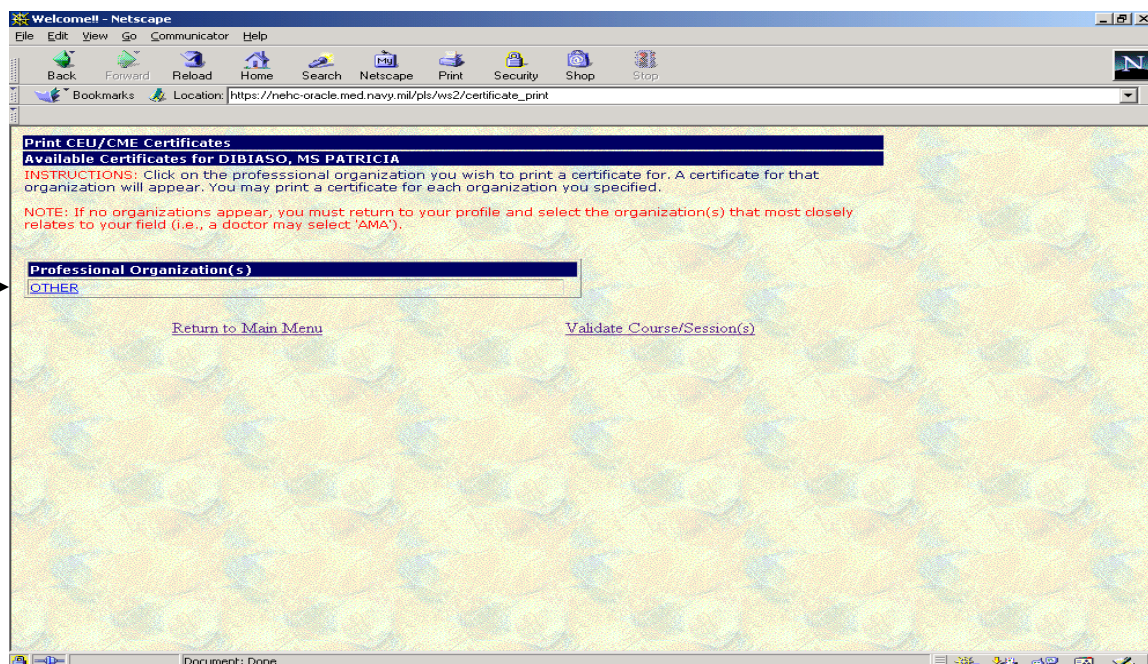 Welcome!! - Netscape
File Edit View Go Communicator Help
My
Back Forward Reload Home Search Netscape Print Security Shop Stop
N
Bookmarks Location: https://nehc-oracle.med.navy.mil/pls/ws2/certificate_print
Print CEU/CME Certificates
Available Certificates for DIBIASO, MS PATRICIA
INSTRUCTIONS: Click on the professsional organization you wish to print a certificate for. A certificate for that
organization will appear. You may print a certificate for each organization you specified.
NOTE: If no organizations appear, you must return to your profile and select the organization(s) that most closely
relates to your field (i.e., a doctor may select 'AMA').
Professional Organization(s)
OTHER
Return to Main Menu Validate Course/Session(s)
Document: Done